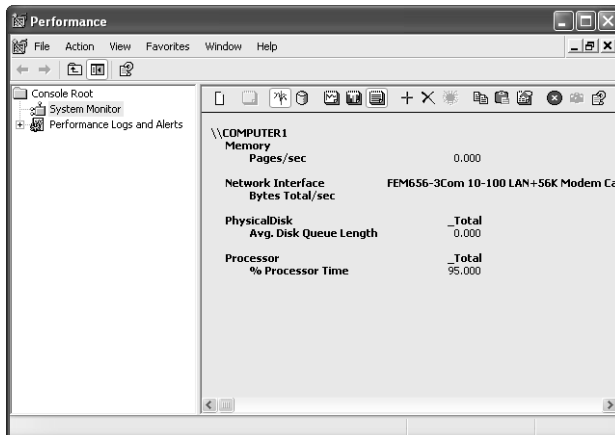 Performance
File Action View Favorites Window Help
Console Root
System Monitor
Performance Logs and Alerts
\\COMPUTER1
Memory
Pages/sec 0.000
Network Interface FEM656-3Com 10-100 LAN+56K Modem Ca
Bytes Total/sec
PhysicalDisk _Total
Avg. Disk Queue Length 0.000
Processor _Total
% Processor Time 95.000